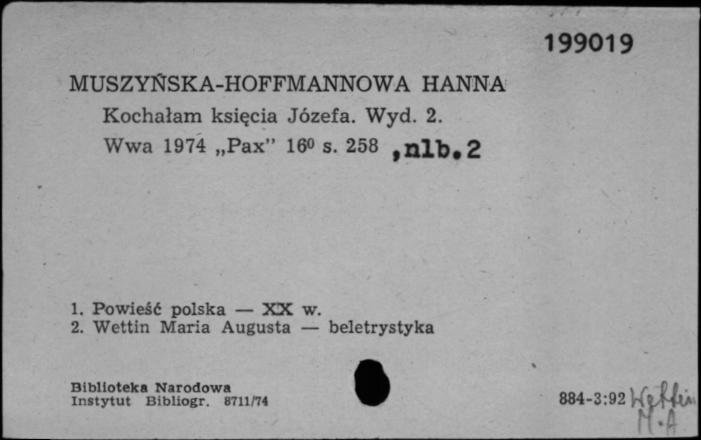 199019
MUSZYŃSKA-HOFFMANNOWA HANNA
Kochałam księcia Józefa. Wyd. 2.
Wwa 1974 „Pax” 16⁰ s. 258 ,nlb.2
1. Powieść polska — XX w.
2. Wettin Maria Augusta — beletrystyka
Biblioteka Narodowa
Instytut Bibliogr. 8711/74
884-3:92 Wettin
M.A